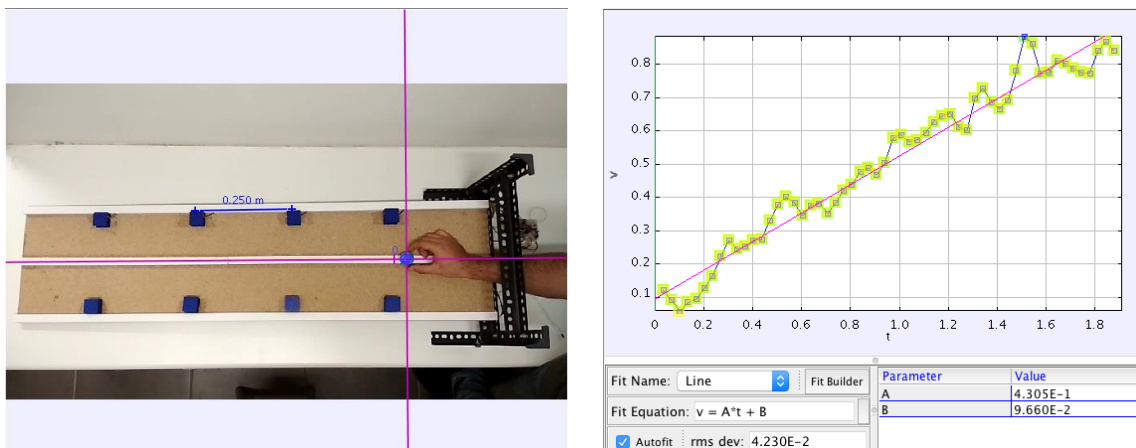 0.250 m
0
0.8
0.7
0.6
0.5
0.4
0.3
0.2
0.1
v
0 0.2 0.4 0.6 0.8 1.0 1.2 1.4 1.6 1.8
t
Fit Name: Line Fit Builder
Fit Equation: v = A*t + B
Autofit rms dev: 4.230E-2
Parameter Value
A 4.305E-1
B 9.660E-2